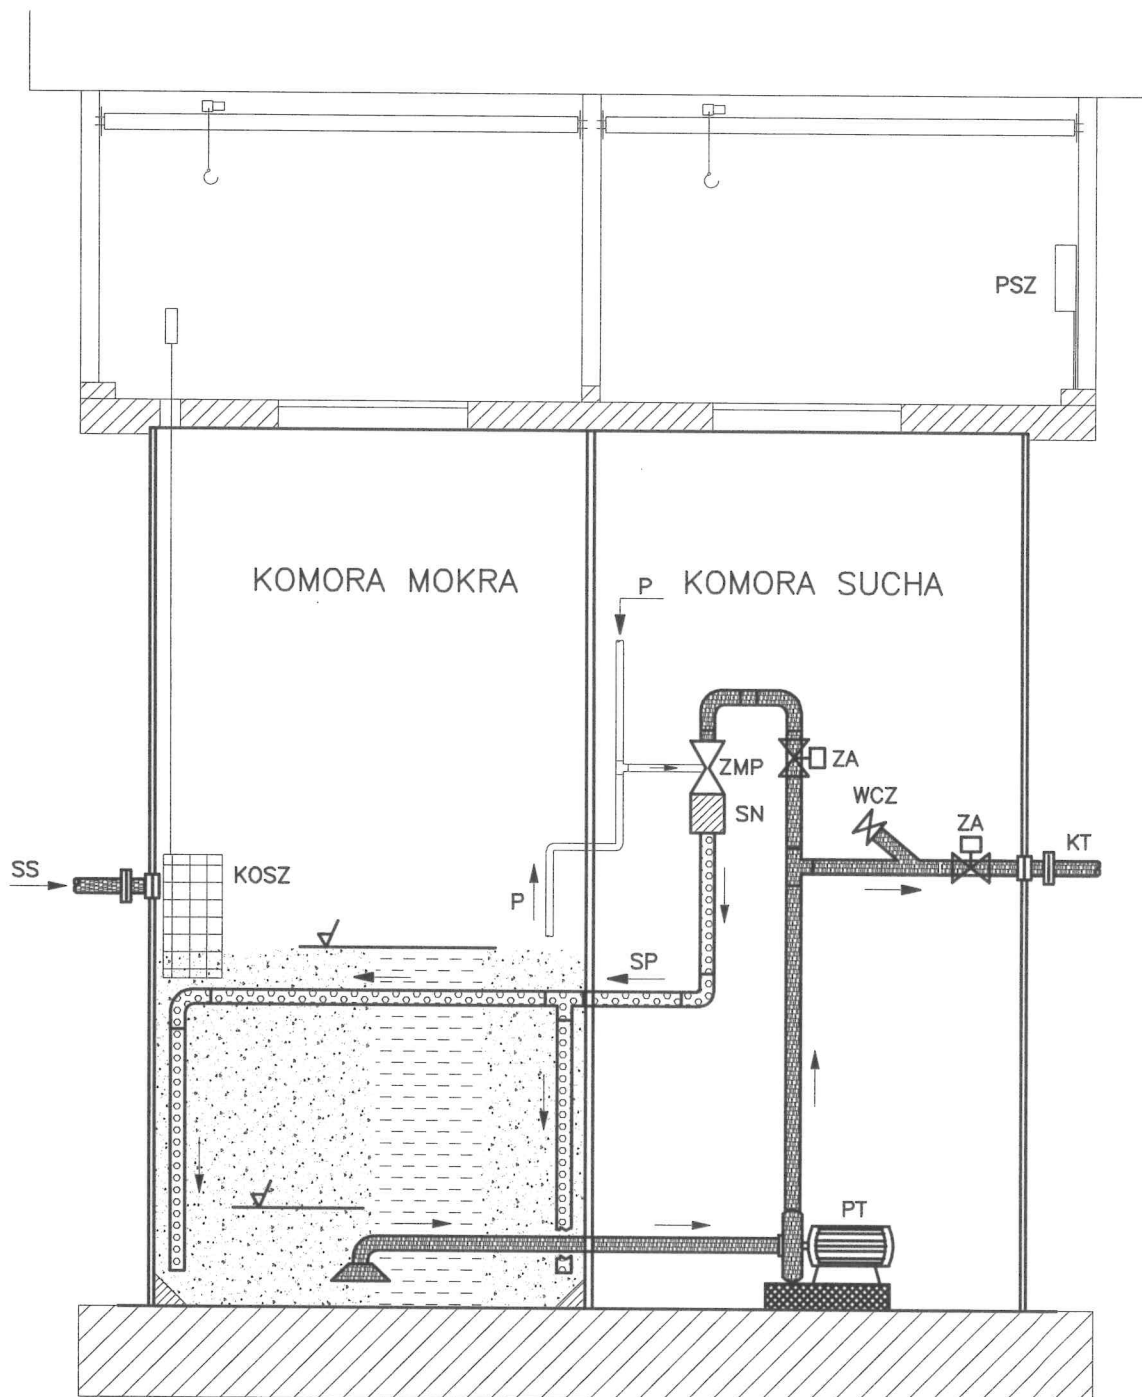 PSZ
KOMORA MOKRA
P
KOMORA SUCHA
ZMP
ZA
SN
WCZ
ZA
KT
SS
KOSZ
P
SP
PT